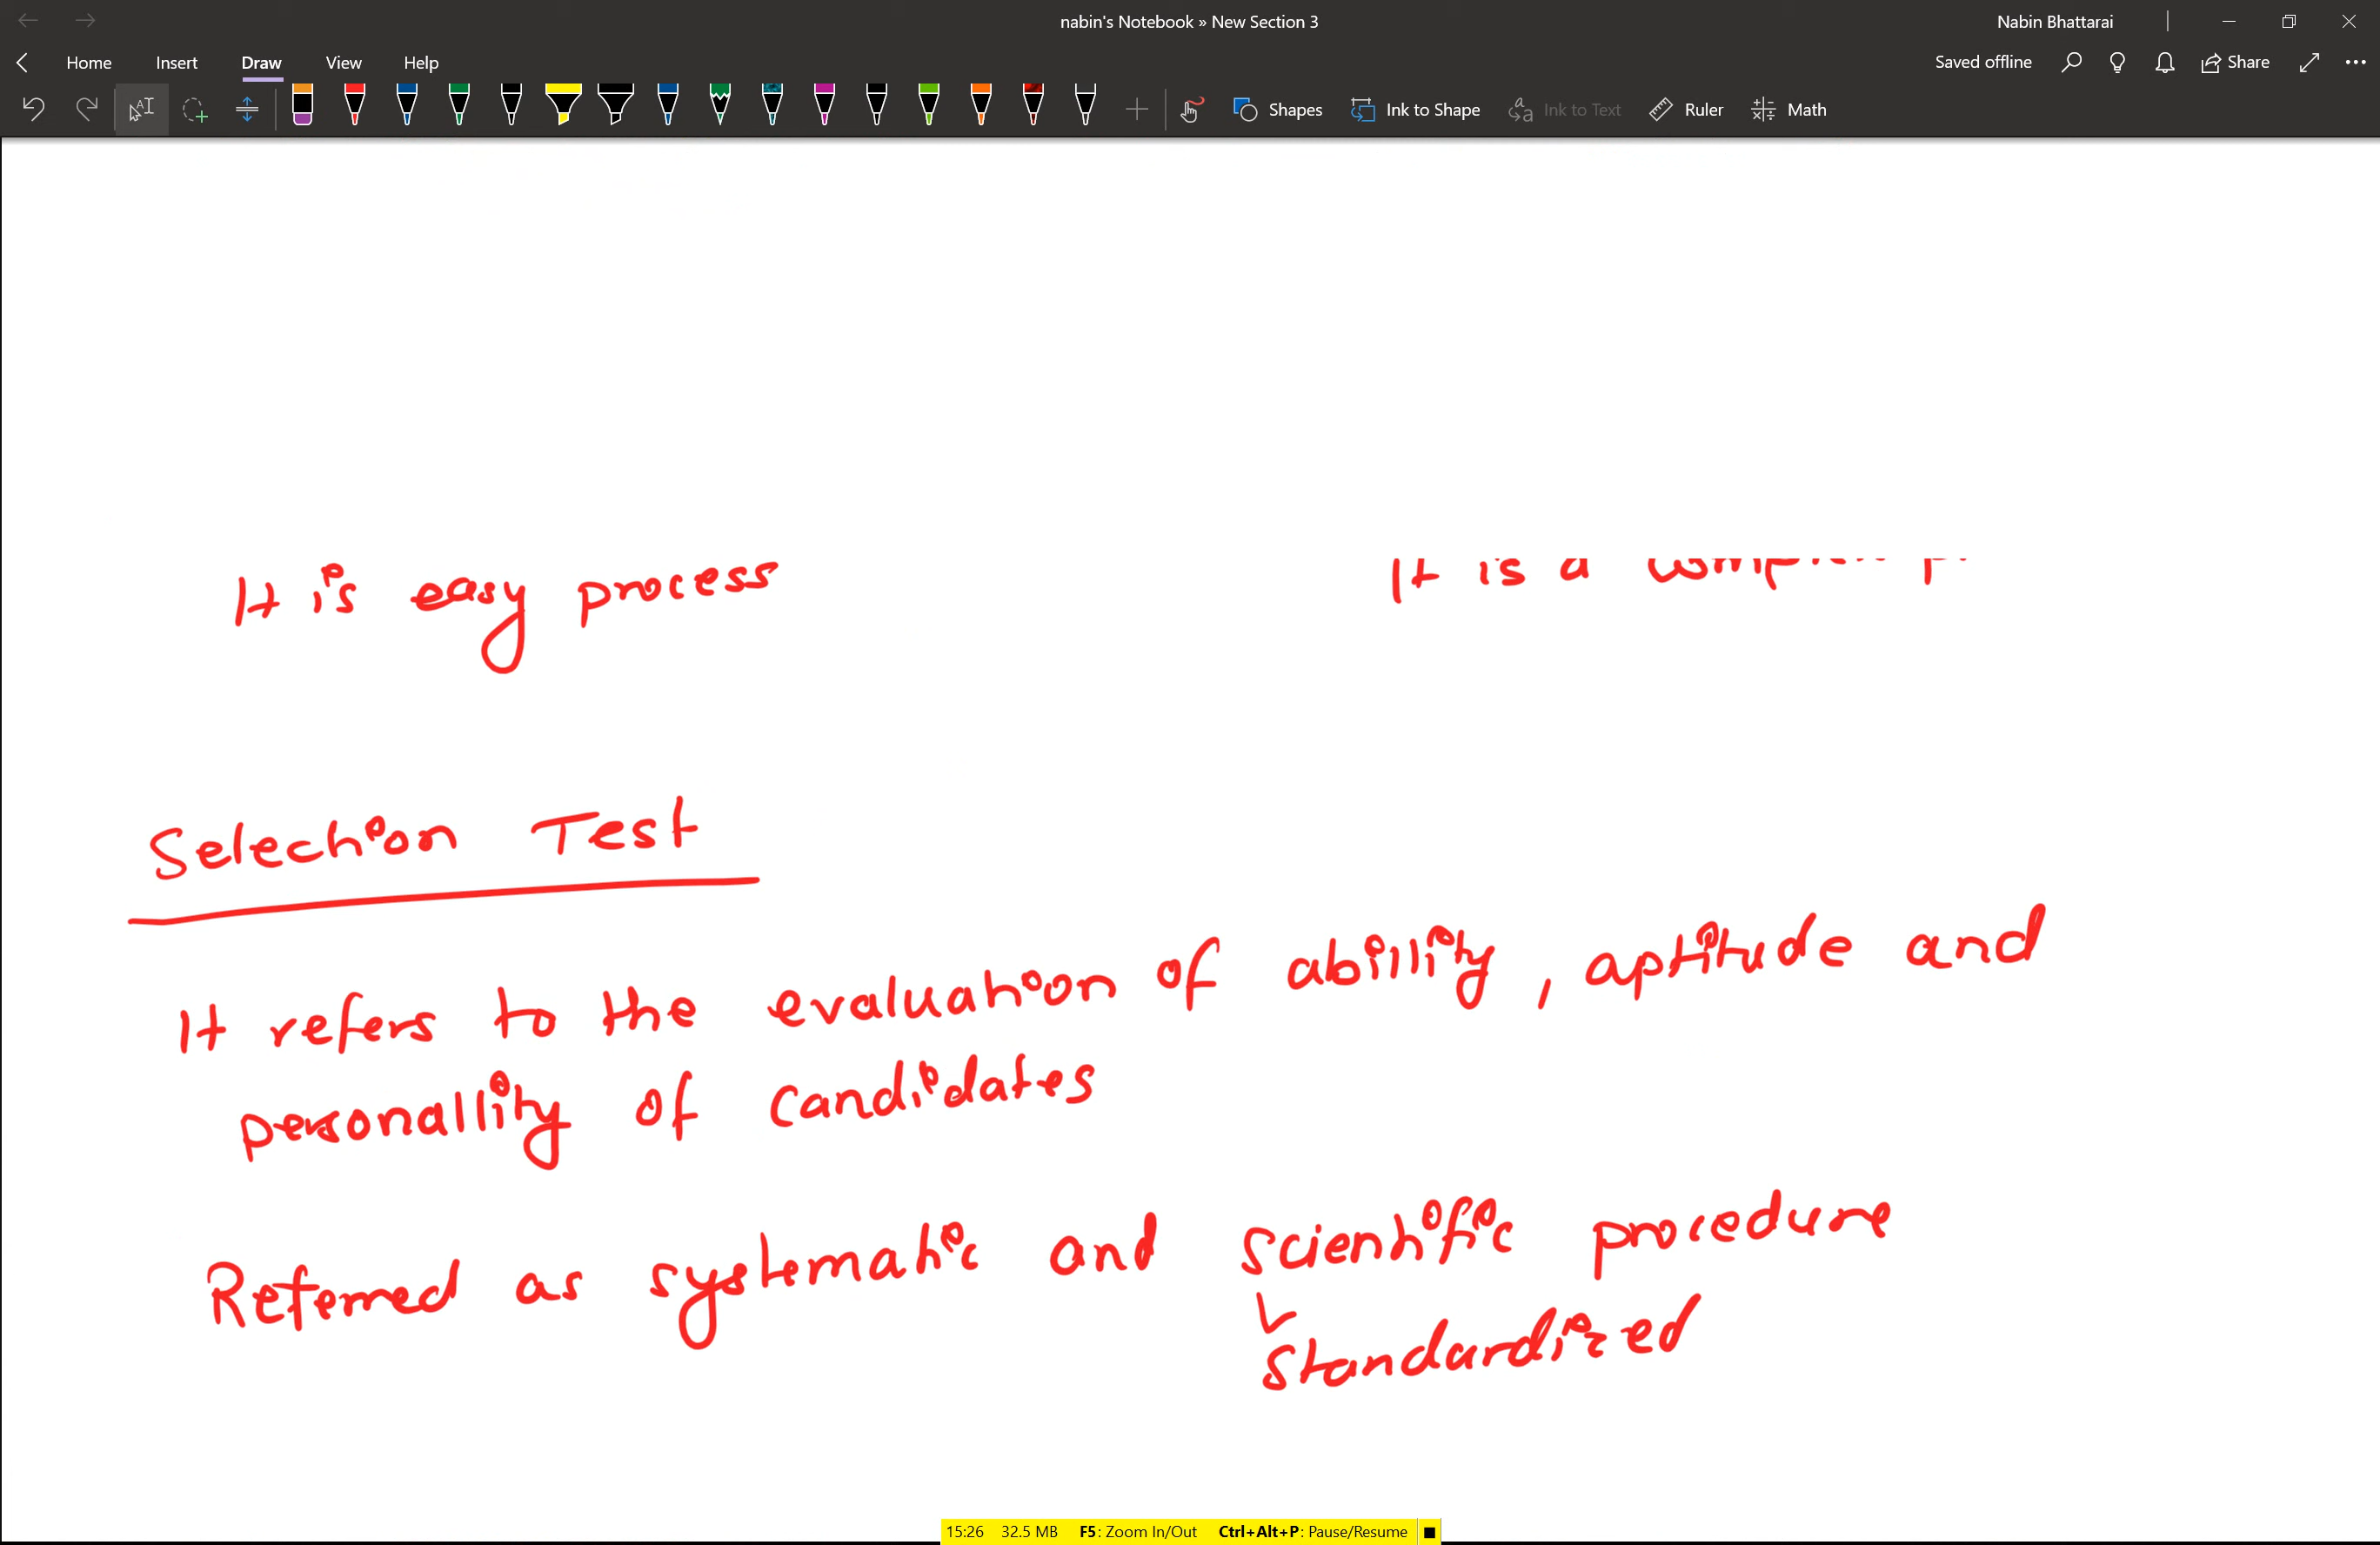 nabin's Notebook » New Section 3
Nabin Bhattarai
Home Insert Draw View Help
Saved offline
Share
Shapes Ink to Shape Ink to Text Ruler Math
It is easy process
It is a
Selection Test
It refers to the evaluation of abillity, aptitude and
personallity of candidates
Referred as systematic and scientific procedure
Standardized
15:26 32.5 MB F5: Zoom In/Out Ctrl+Alt+P: Pause/Resume